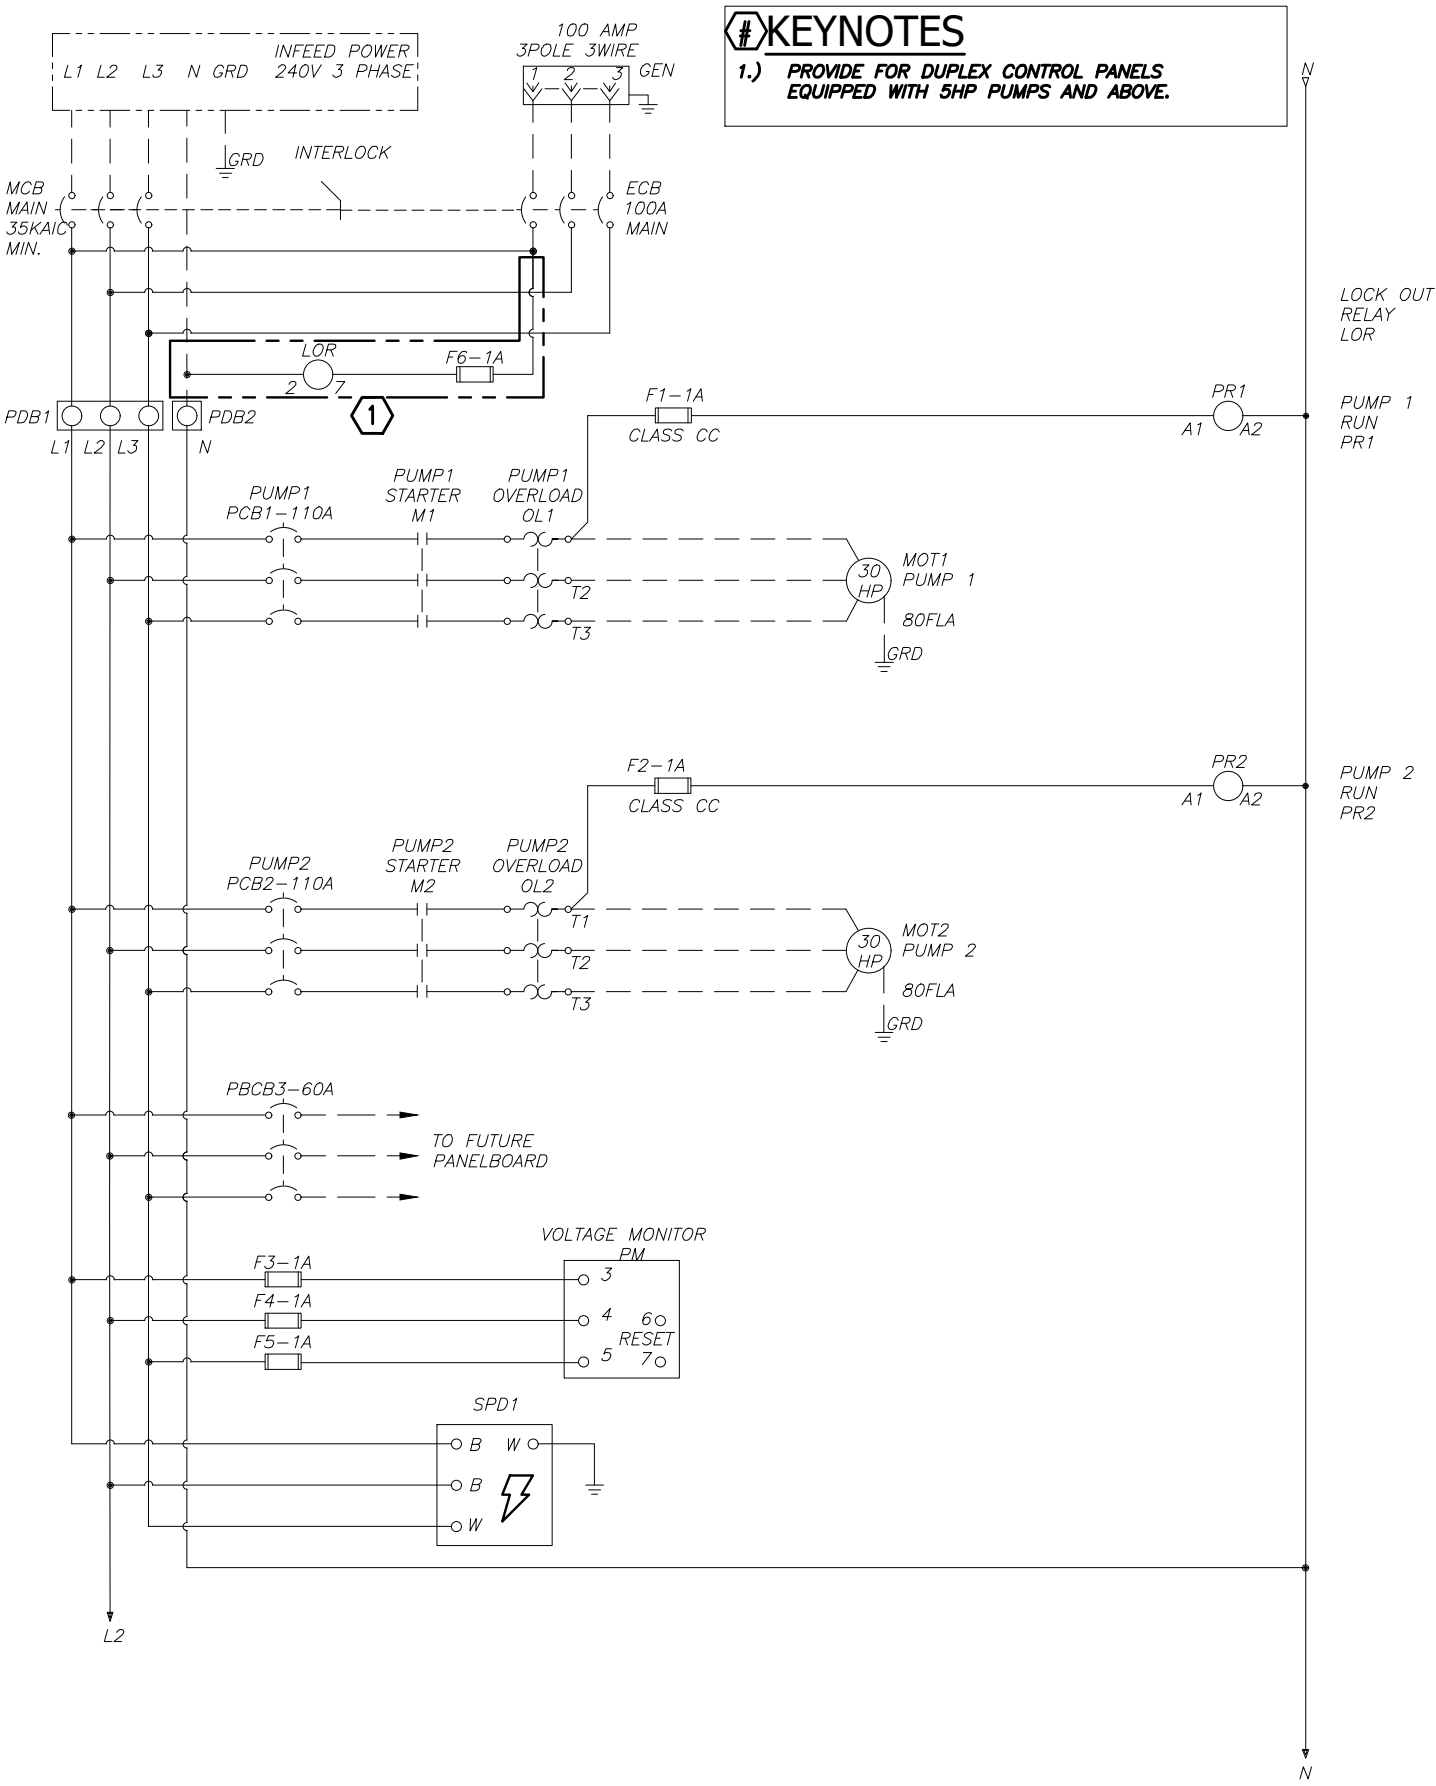 # KEYNOTES
1.) PROVIDE FOR DUPLEX CONTROL PANELS
EQUIPPED WITH 5HP PUMPS AND ABOVE.
INFEED POWER
L1 L2 L3 N GRD 240V 3 PHASE
100 AMP
3POLE 3WIRE
GEN
1 2 3
N
GRD
INTERLOCK
MCB
MAIN
35KAIC
MIN.
ECB
100A
MAIN
LOCK OUT
RELAY
LOR
LOR
F6-1A
2 7
1
PDB1
PDB2
L1 L2 L3 N
F1-1A
CLASS CC
PR1
A1 A2
PUMP 1
RUN
PR1
PUMP1
PCB1-110A
PUMP1
STARTER
M1
PUMP1
OVERLOAD
OL1
T2
T3
30
HP
MOT1
PUMP 1
80FLA
GRD
F2-1A
CLASS CC
PR2
A1 A2
PUMP 2
RUN
PR2
PUMP2
PCB2-110A
PUMP2
STARTER
M2
PUMP2
OVERLOAD
OL2
T1
T2
T3
30
HP
MOT2
PUMP 2
80FLA
GRD
PBCB3-60A
TO FUTURE
PANELBOARD
VOLTAGE MONITOR
PM
F3-1A
3
F4-1A
4 6
RESET
F5-1A
5 7
SPD1
B W
B
W
L2
N